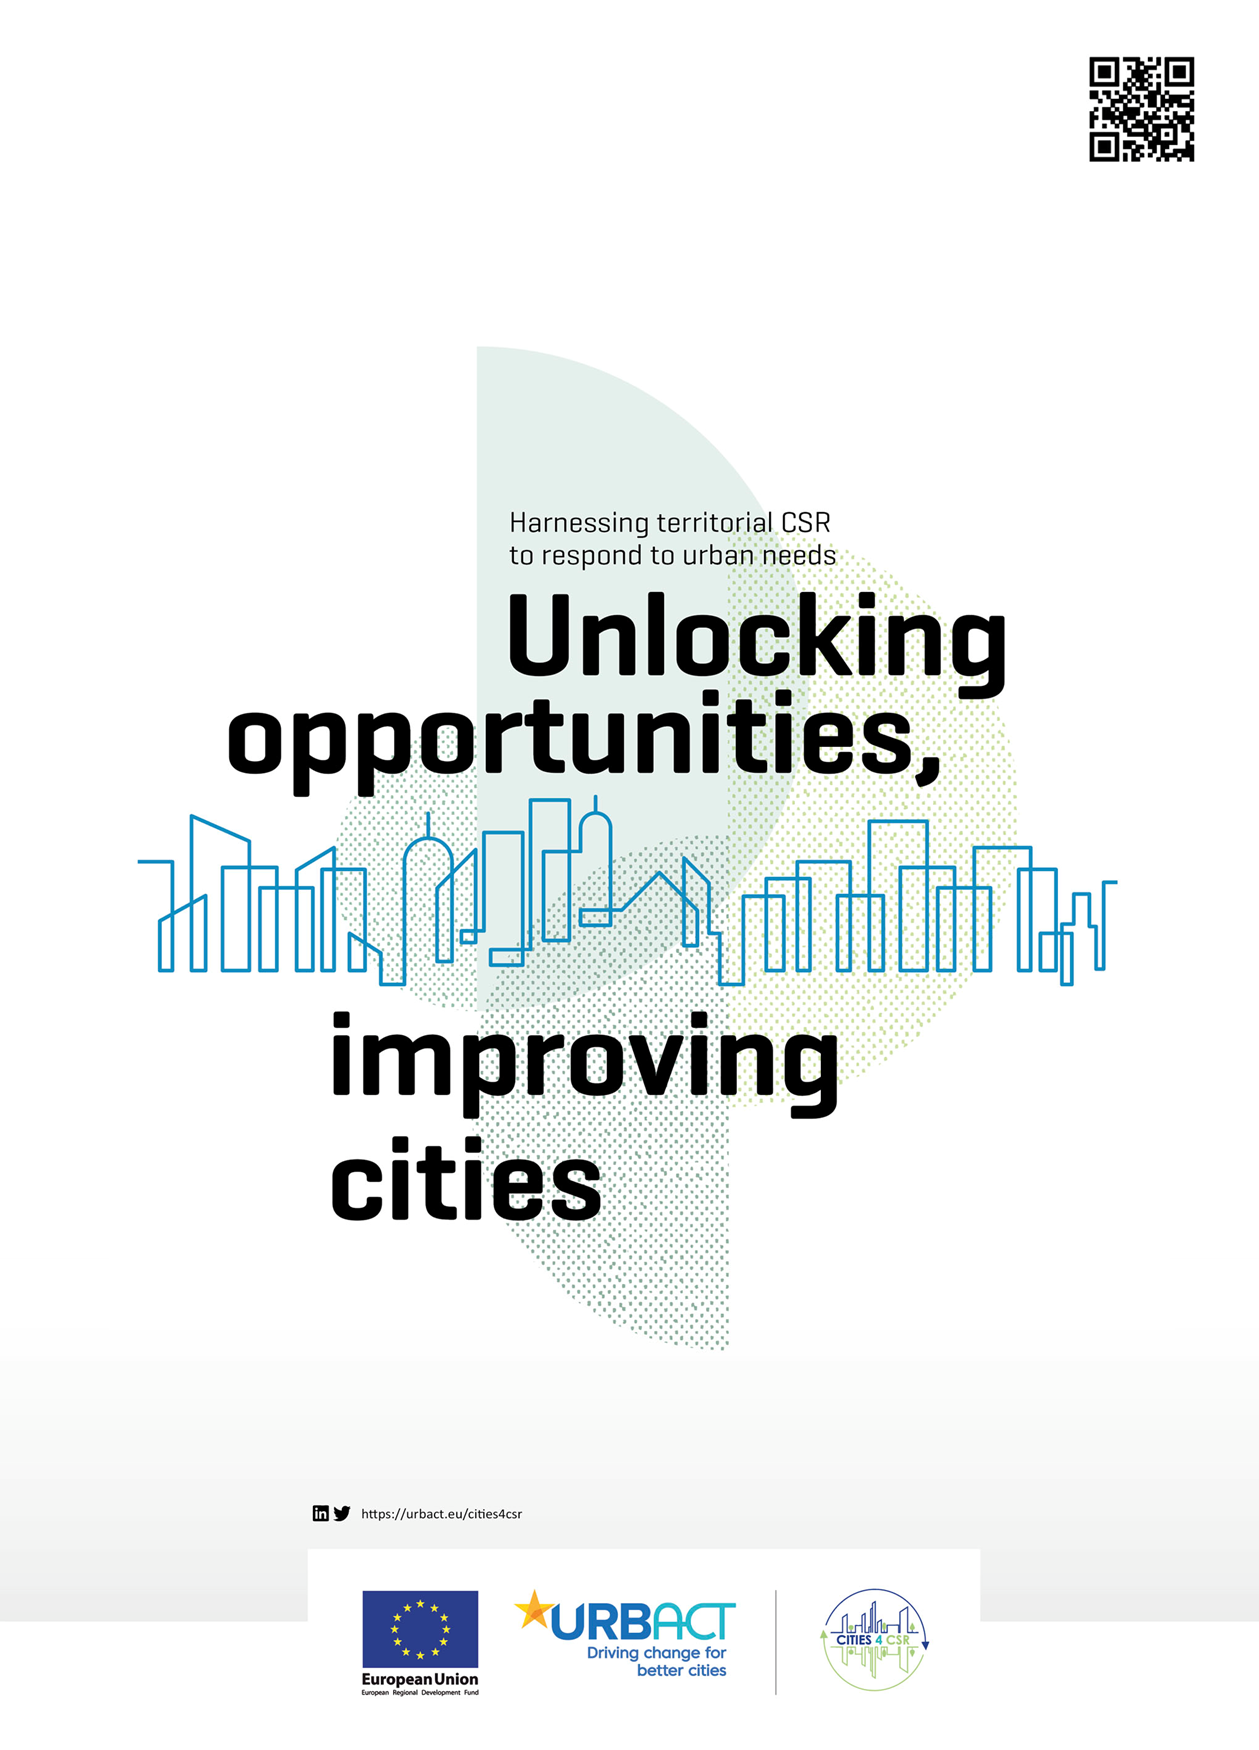 Harnessing territorial CSR
to respond to urban needs
Unlocking
opportunities,
improving
cities
in https://urbact.eu/cities4csr
European Union
European Regional Development Fund
URBACT
Driving change for
better cities
CITIES 4 CSR